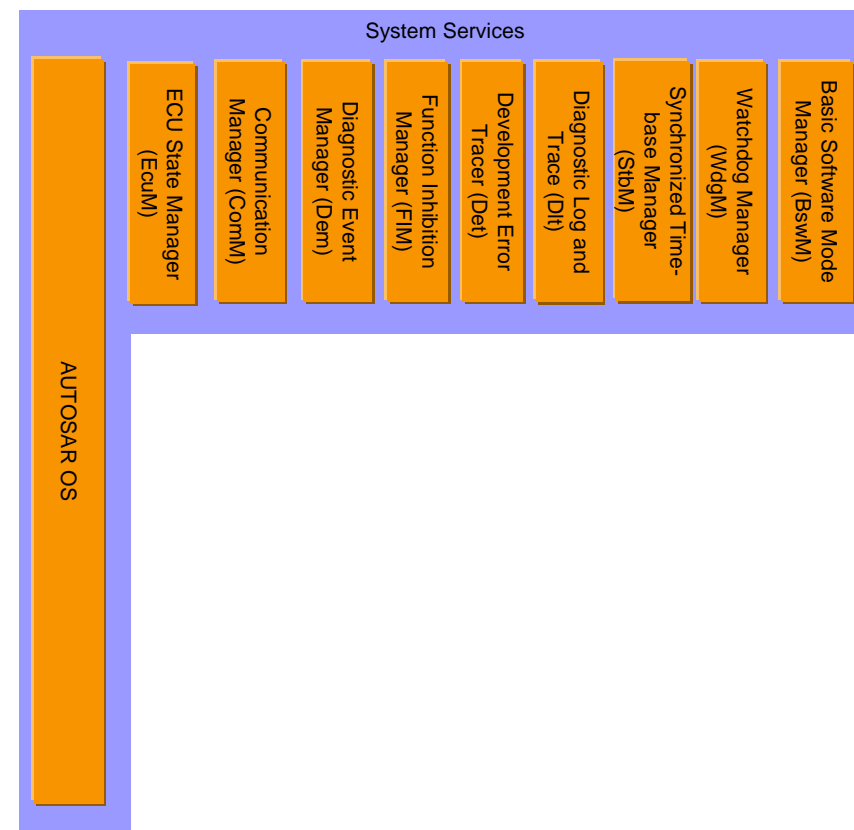 System Services
AUTOSAR OS
ECU State Manager
(EcuM)
Communication
Manager (ComM)
Diagnostic Event
Manager (Dem)
Function Inhibition
Manager (FIM)
Development Error
Tracer (Det)
Diagnostic Log and
Trace (Dlt)
Synchronized Time-
base Manager
(StbM)
Watchdog Manager
(WdgM)
Basic Software Mode
Manager (BswM)